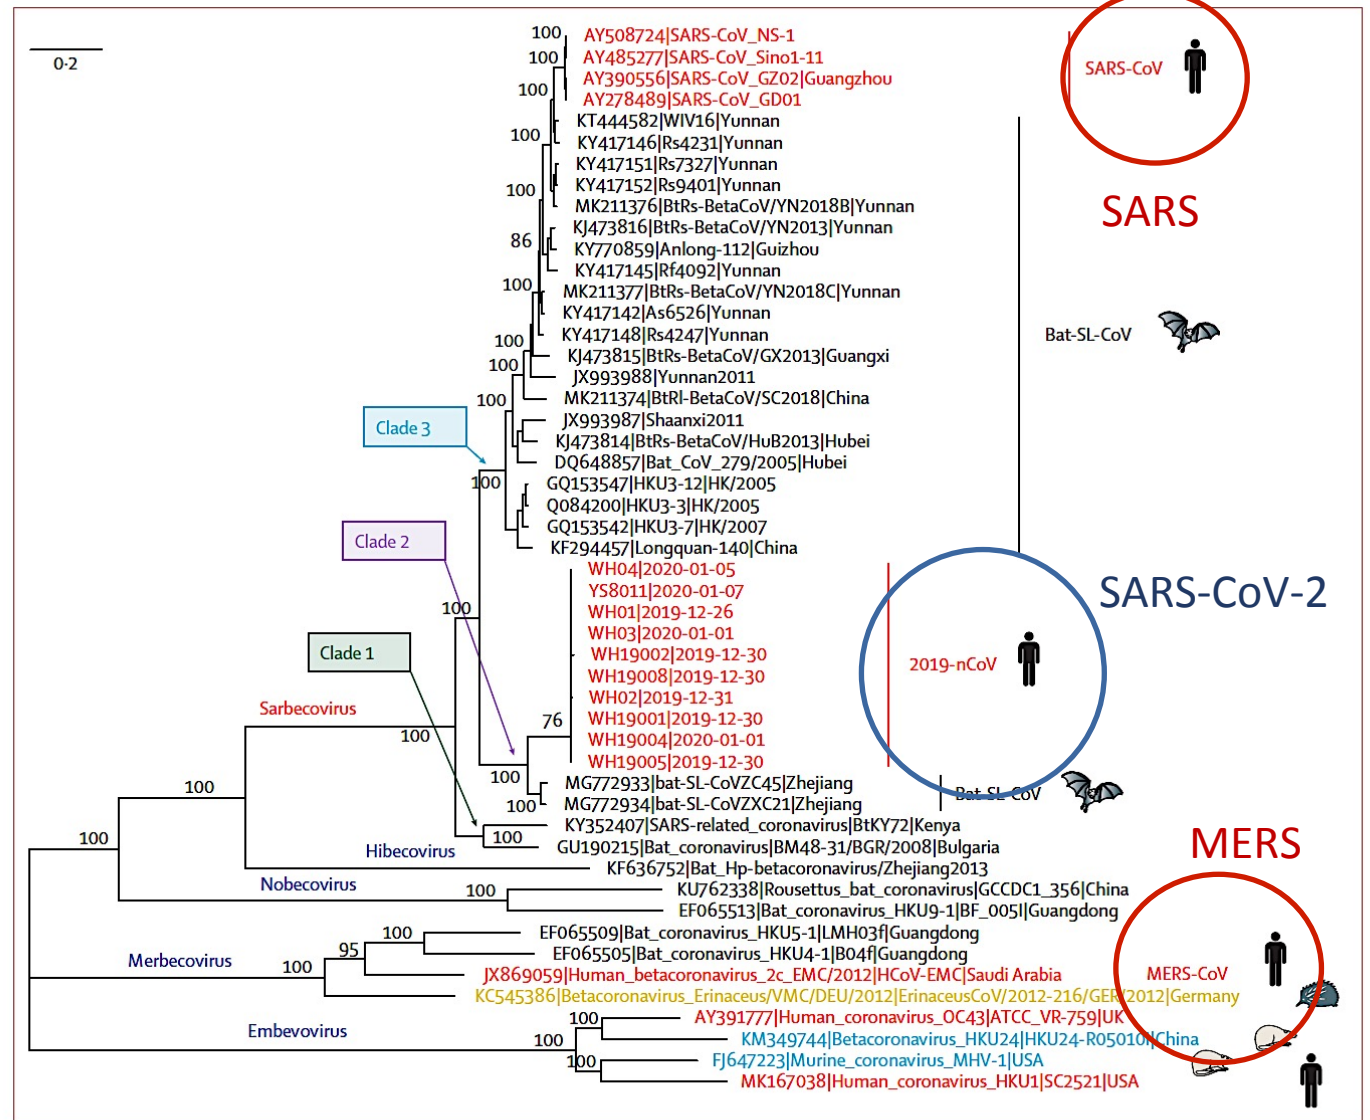 0·2
100
AY508724|SARS-CoV_NS-1
100
AY485277|SARS-CoV_Sino1-11
AY390556|SARS-CoV_GZ02|Guangzhou
SARS-CoV
100
AY278489|SARS-CoV_GD01
KT444582|WIV16|Yunnan
100
KY417146|Rs4231|Yunnan
KY417151|Rs7327|Yunnan
100
KY417152|Rs9401|Yunnan
MK211376|BtRs-BetaCoV/YN2018B|Yunnan
SARS
KJ473816|BtRs-BetaCoV/YN2013|Yunnan
86
KY770859|Anlong-112|Guizhou
KY417145|Rf4092|Yunnan
100
MK211377|BtRs-BetaCoV/YN2018C|Yunnan
KY417142|As6526|Yunnan
KY417148|Rs4247|Yunnan
Bat-SL-CoV
100
KJ473815|BtRs-BetaCoV/GX2013|Guangxi
100
JX993988|Yunnan2011
100
MK211374|BtRl-BetaCoV/SC2018|China
JX993987|Shaanxi2011
Clade 3
KJ473814|BtRs-BetaCoV/HuB2013|Hubei
DQ648857|Bat_CoV_279/2005|Hubei
100
GQ153547|HKU3-12|HK/2005
Q084200|HKU3-3|HK/2005
GQ153542|HKU3-7|HK/2007
Clade 2
KF294457|Longquan-140|China
WH04|2020-01-05
YS8011|2020-01-07
SARS-CoV-2
100
WH01|2019-12-26
WH03|2020-01-01
Clade 1
WH19002|2019-12-30
2019-nCoV
WH19008|2019-12-30
WH02|2019-12-31
Sarbecovirus
76
WH19001|2019-12-30
100
WH19004|2020-01-01
WH19005|2019-12-30
100
MG772933|bat-SL-CoVZC45|Zhejiang
Bat-SL-CoV
100
100
MG772934|bat-SL-CoVZXC21|Zhejiang
KY352407|SARS-related_coronavirus|BtKY72|Kenya
100
100
GU190215|Bat_coronavirus|BM48-31/BGR/2008|Bulgaria
MERS
Hibecovirus
KF636752|Bat_Hp-betacoronavirus/Zhejiang2013
Nobecovirus
100
KU762338|Rousettus_bat_coronavirus|GCCDC1_356|China
EF065513|Bat_coronavirus_HKU9-1|BF_005I|Guangdong
100
EF065509|Bat_coronavirus_HKU5-1|LMH03f|Guangdong
95
EF065505|Bat_coronavirus_HKU4-1|B04f|Guangdong
Merbecovirus
100
JX869059|Human_betacoronavirus_2c_EMC/2012|HCoV-EMC|Saudi Arabia
MERS-CoV
KC545386|Betacoronavirus_Erinaceus/VMC/DEU/2012|ErinaceusCoV/2012-216/GER/2012|Germany
Embevovirus
100
AY391777|Human_coronavirus_OC43|ATCC_VR-759|UK
100
KM349744|Betacoronavirus_HKU24|HKU24-R05010I|China
100
FJ647223|Murine_coronavirus_MHV-1|USA
MK167038|Human_coronavirus_HKU1|SC2521|USA